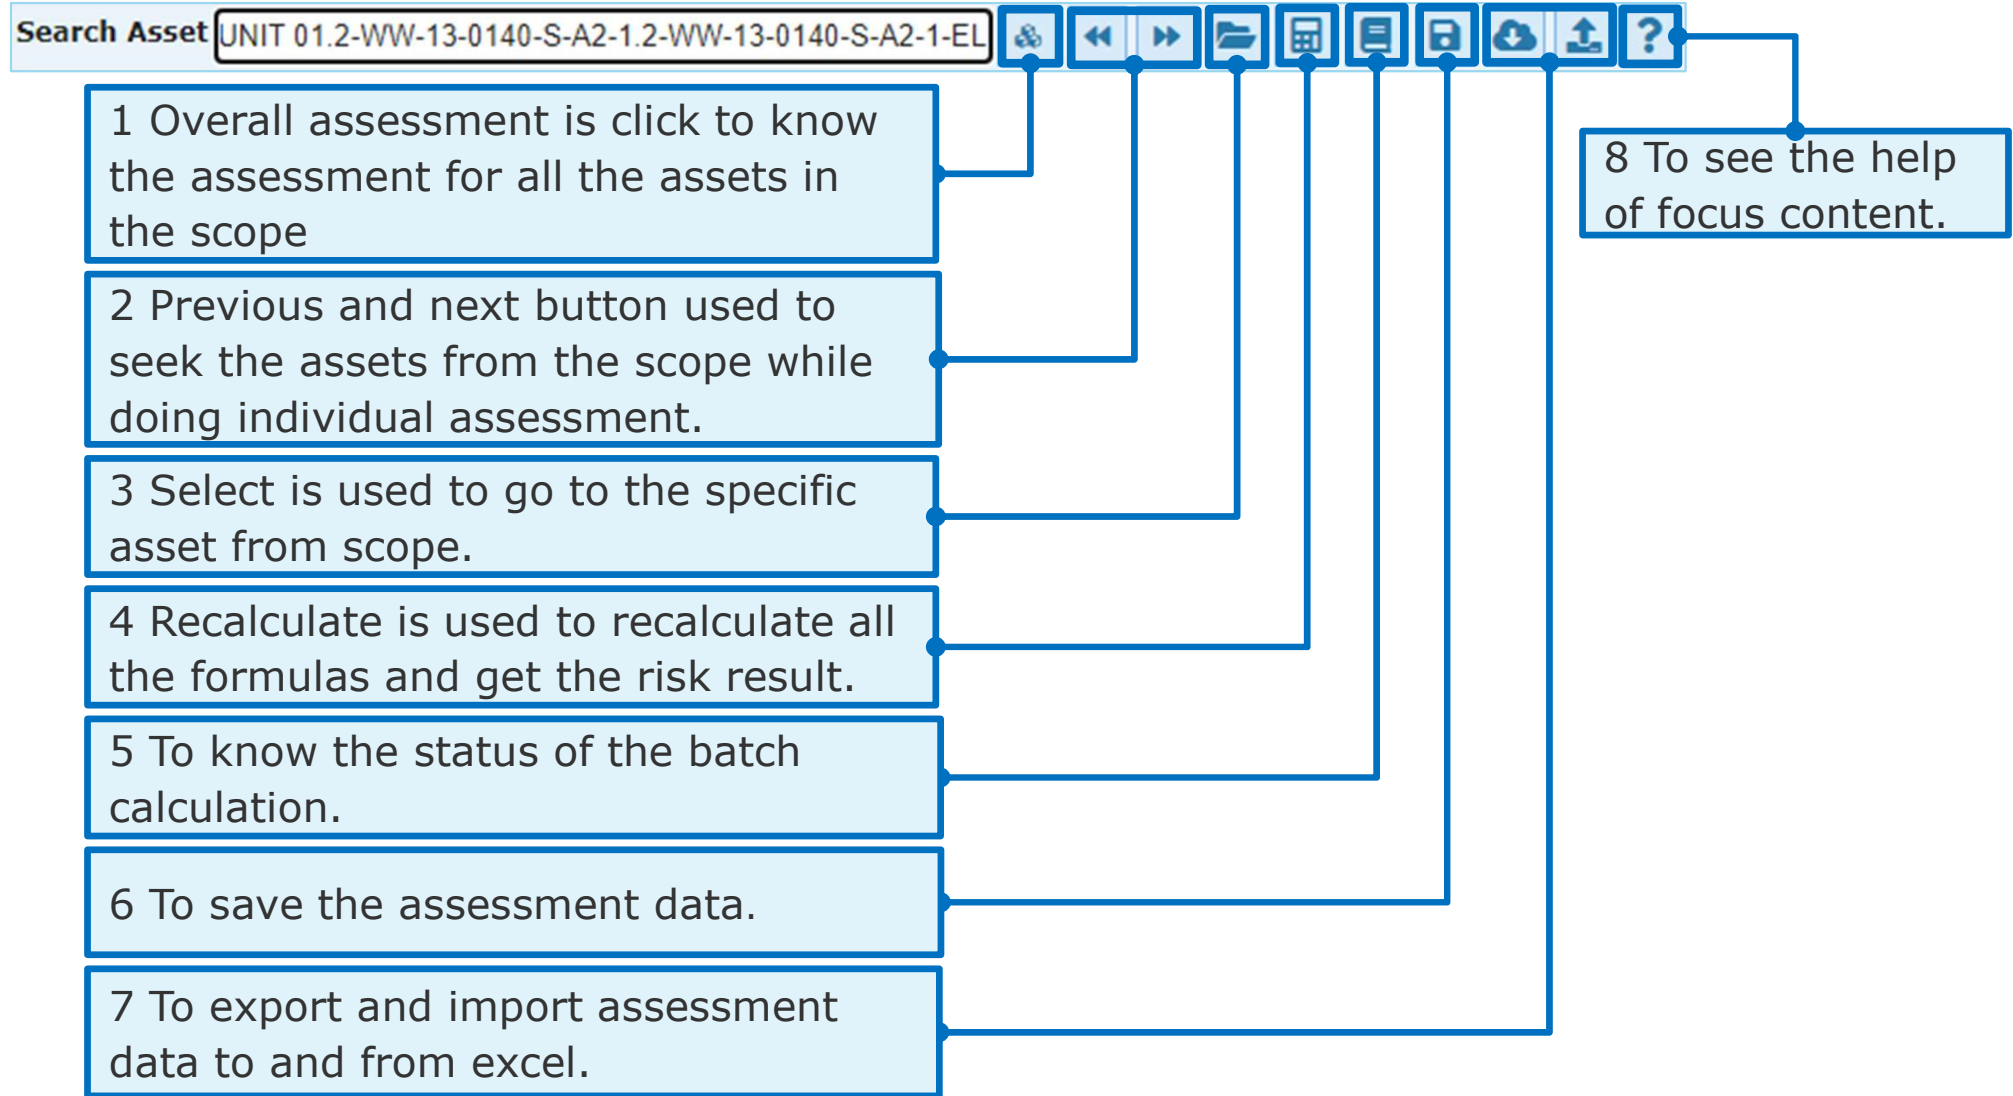 Search Asset UNIT 01.2-WW-13-0140-S-A2-1.2-WW-13-0140-S-A2-1-EL
1 Overall assessment is click to know
the assessment for all the assets in
the scope
2 Previous and next button used to
seek the assets from the scope while
doing individual assessment.
3 Select is used to go to the specific
asset from scope.
4 Recalculate is used to recalculate all
the formulas and get the risk result.
5 To know the status of the batch
calculation.
6 To save the assessment data.
7 To export and import assessment
data to and from excel.
8 To see the help
of focus content.